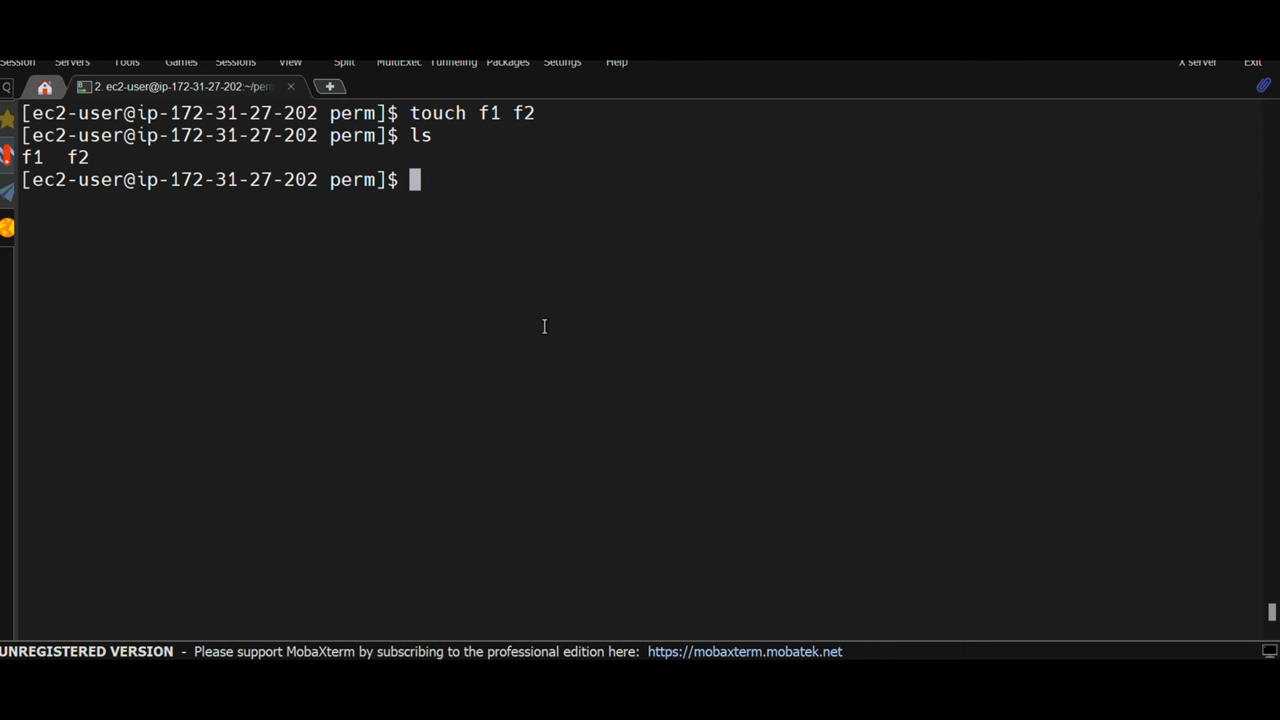 Session Servers Tools Games Sessions View Split MultiExec Tunneling Packages Settings Help X server Exit
2. ec2-user@ip-172-31-27-202:~/perm
[ec2-user@ip-172-31-27-202 perm]$ touch f1 f2
[ec2-user@ip-172-31-27-202 perm]$ ls
f1 f2
[ec2-user@ip-172-31-27-202 perm]$
UNREGISTERED VERSION - Please support MobaXterm by subscribing to the professional edition here: https://mobaxterm.mobatek.net